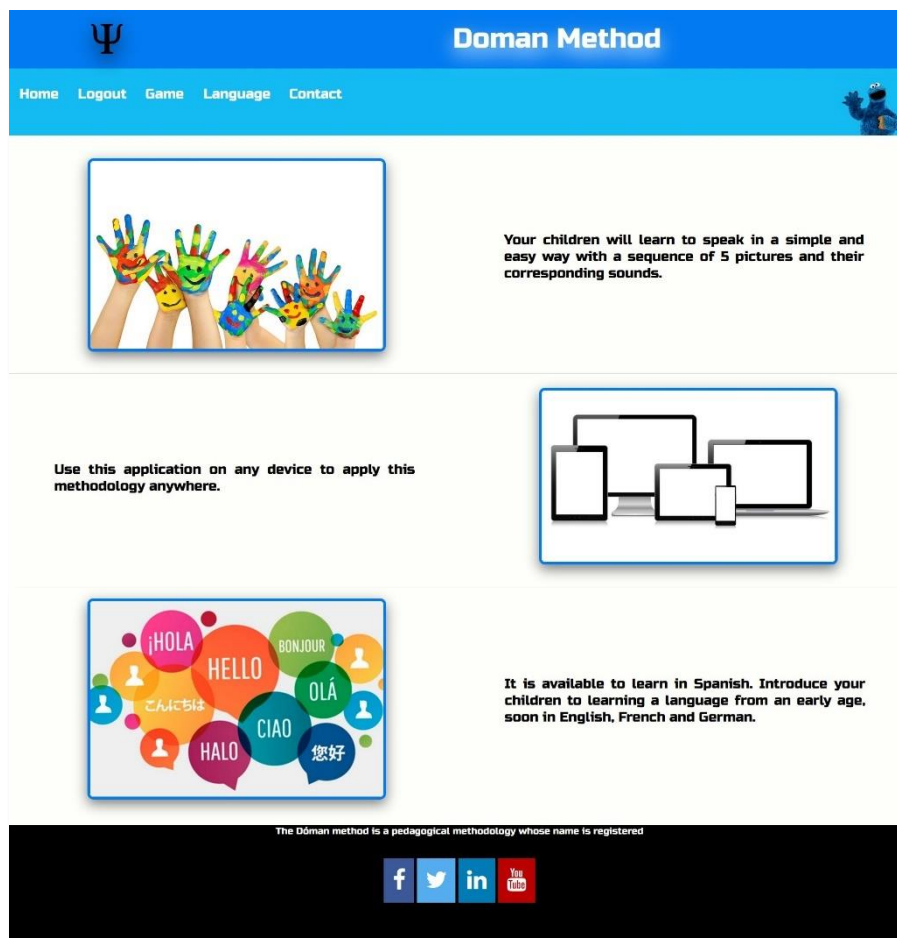 Ψ
Doman Method
Home Logout Game Language Contact
Your children will learn to speak in a simple and
easy way with a sequence of 5 pictures and their
corresponding sounds.
Use this application on any device to apply this
methodology anywhere.
¡HOLA
HELLO
BONJOUR
こんにちは
OLÁ
CIAO
HALO
您好
It is available to learn in Spanish. Introduce your
children to learning a language from an early age,
soon in English, French and German.
The Dóman method is a pedagogical methodology whose name is registered
f
in
You
Tube